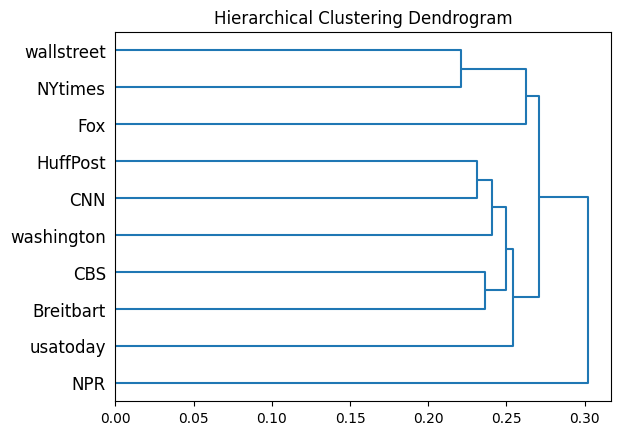 Hierarchical Clustering Dendrogram
wallstreet
NYtimes
Fox
HuffPost
CNN
washington
CBS
Breitbart
usatoday
NPR
0.00 0.05 0.10 0.15 0.20 0.25 0.30